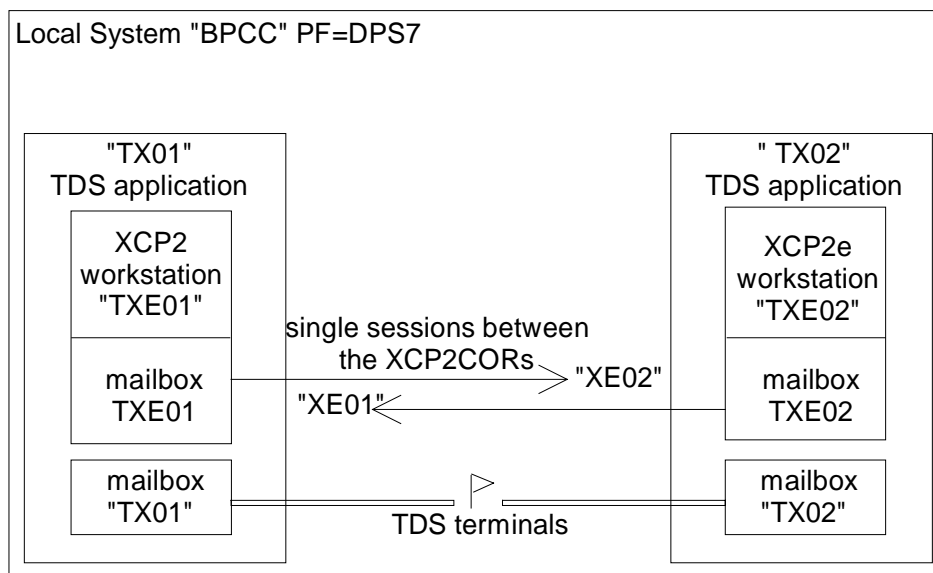 Local System "BPCC" PF=DPS7
"TX01"
TDS application
XCP2
workstation
"TXE01"
mailbox
TXE01
mailbox
"TX01"
single sessions between
the XCP2CORs
"XE02"
"XE01"
TDS terminals
" TX02"
TDS application
XCP2e
workstation
"TXE02"
mailbox
TXE02
mailbox
"TX02"